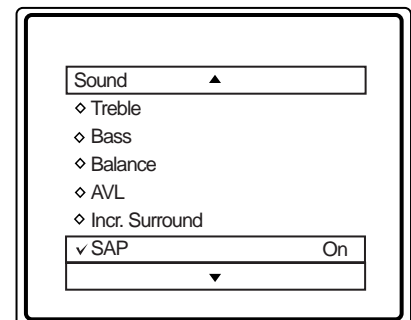 Sound
Treble
Bass
Balance
AVL
Incr. Surround
SAP On